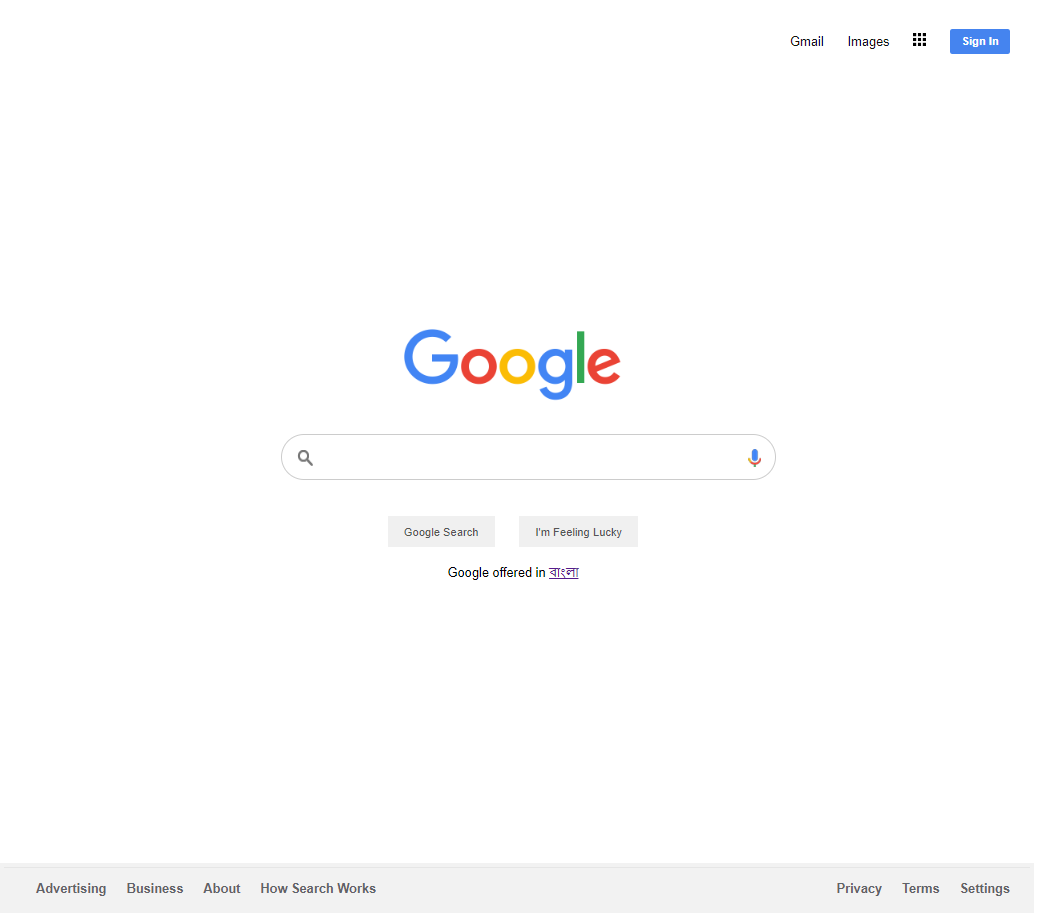 Gmail Images Sign In
Google
Google Search I'm Feeling Lucky
Google offered in বাংলা
Advertising Business About How Search Works Privacy Terms Settings